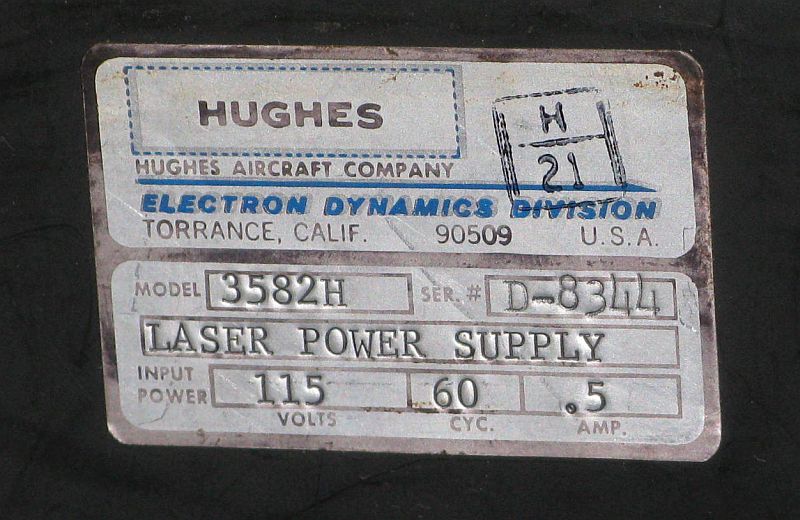 HUGHES
H
21
HUGHES AIRCRAFT COMPANY
ELECTRON DYNAMICS DIVISION
TORRANCE, CALIF. 90509 U.S.A.
MODEL 3582H SER. # D-8344
LASER POWER SUPPLY
INPUT POWER 115 60 .5
VOLTS CYC. AMP.